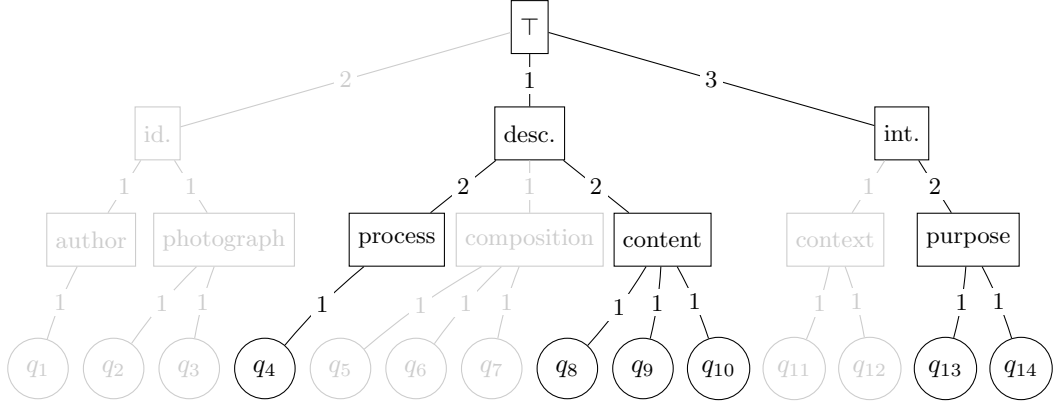 ⊤
2 1 3
id. desc. int.
1 1 2 1 2 1 2
author photograph process composition content context purpose
1 1 1 1 1 1 1 1 1 1 1 1 1 1
q1 q2 q3 q4 q5 q6 q7 q8 q9 q10 q11 q12 q13 q14